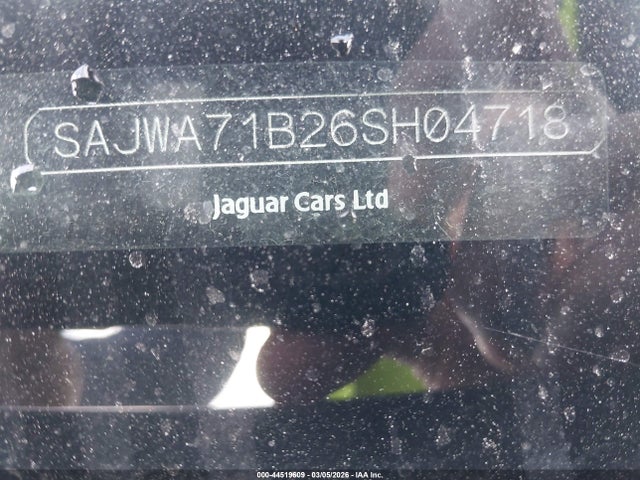 SAJWA71B26SH04718
Jaguar Cars Ltd
000-44519609 - 03/05/2026 - IAA Inc.